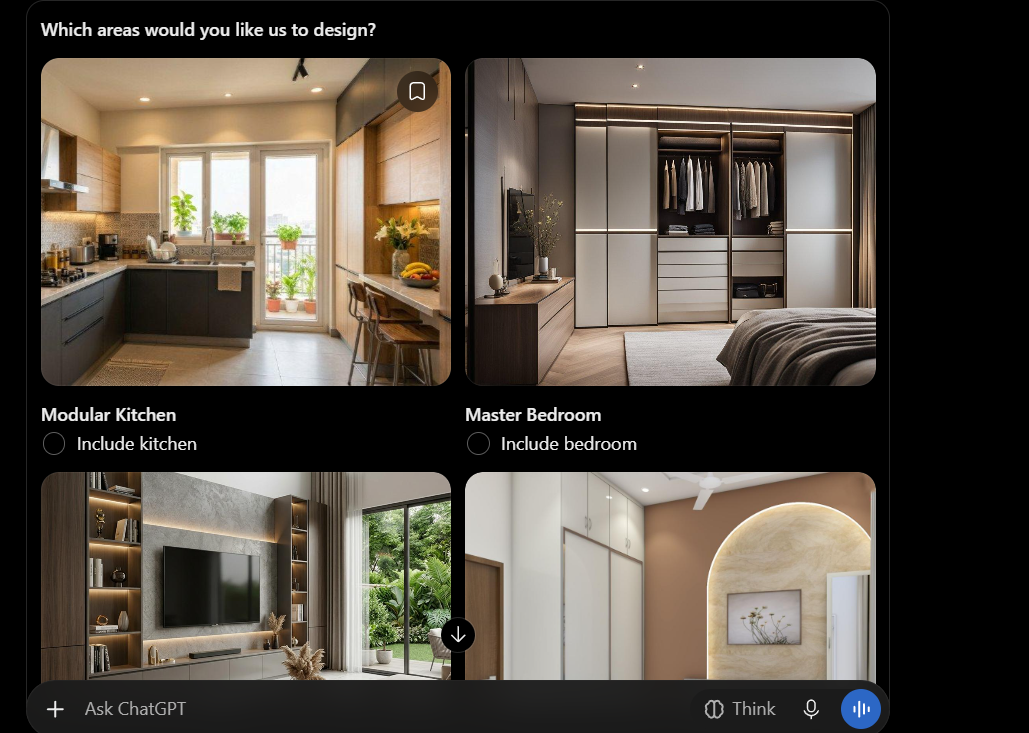 Which areas would you like us to design?
Modular Kitchen
Include kitchen
Master Bedroom
Include bedroom
Ask ChatGPT
Think